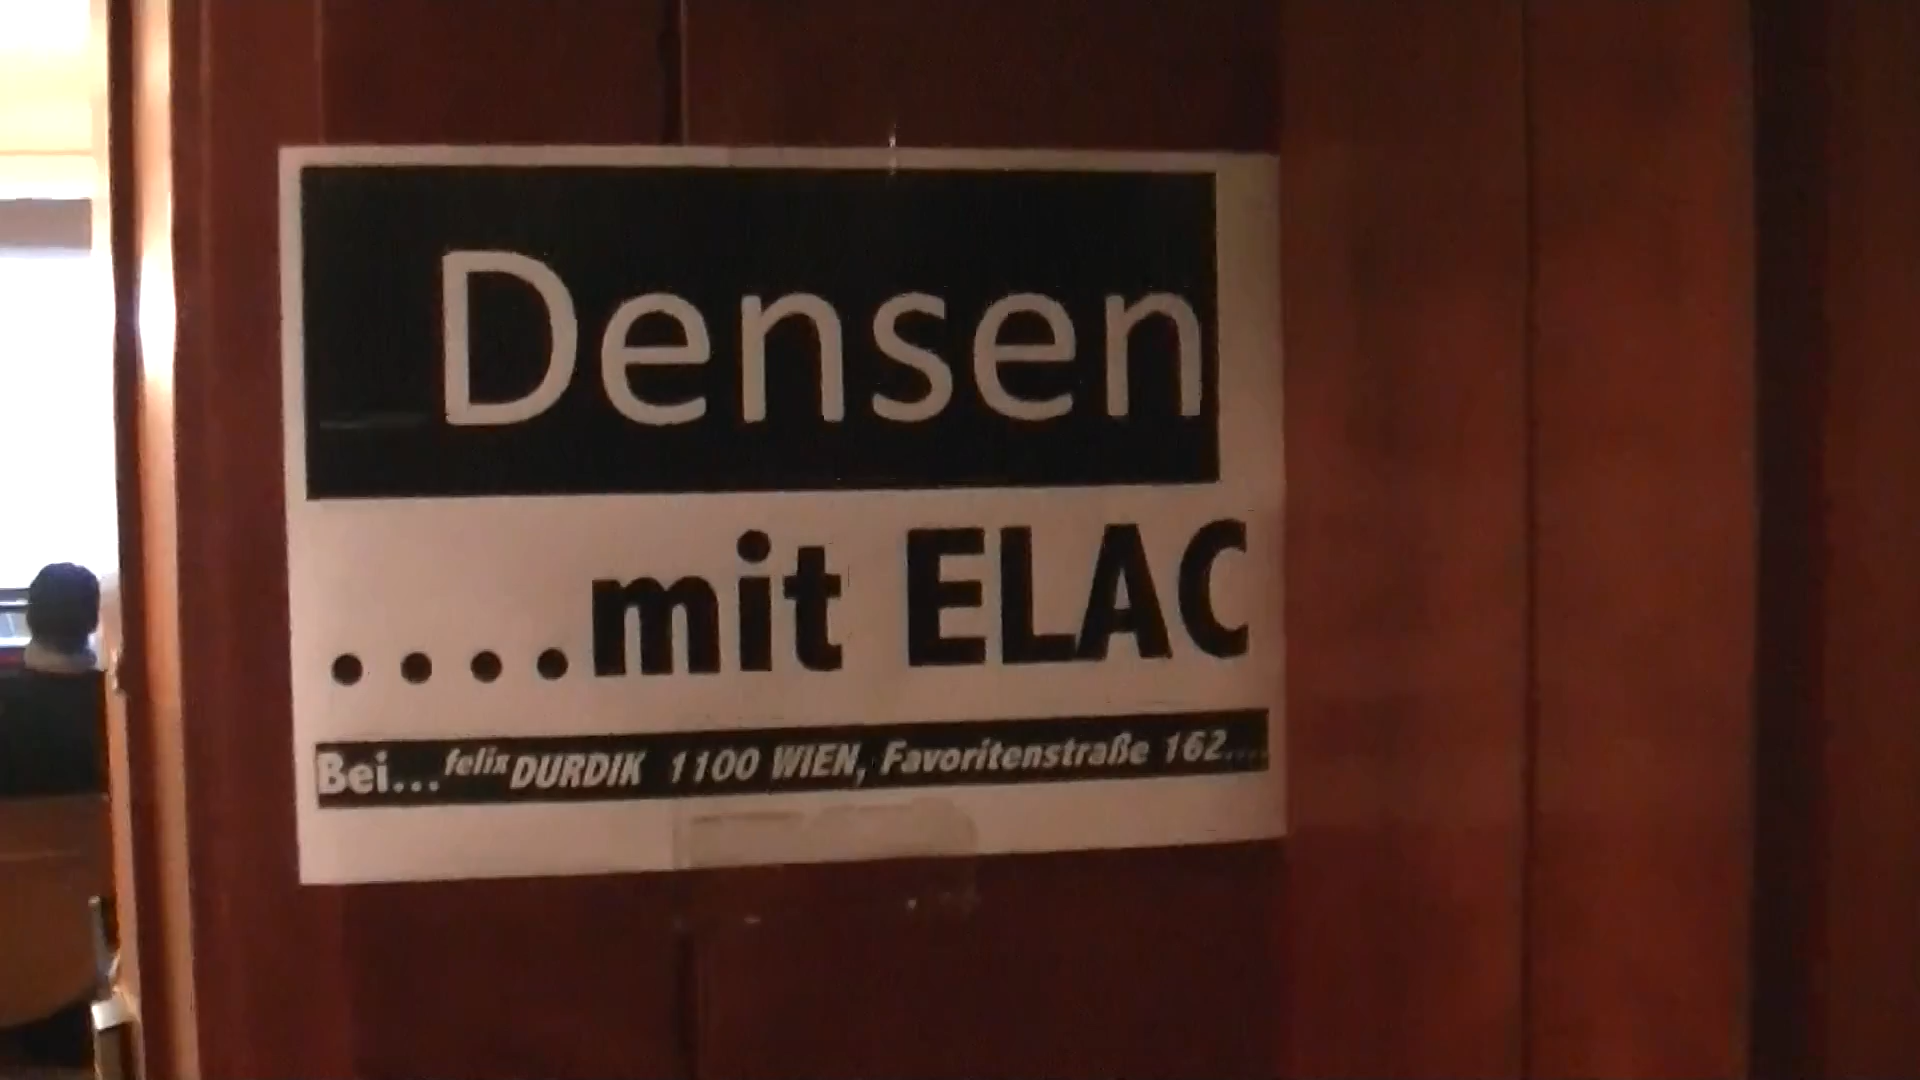 Densen
....mit ELAC
Bei...felix DURDIK 1100 WIEN, Favoritenstraße 162....